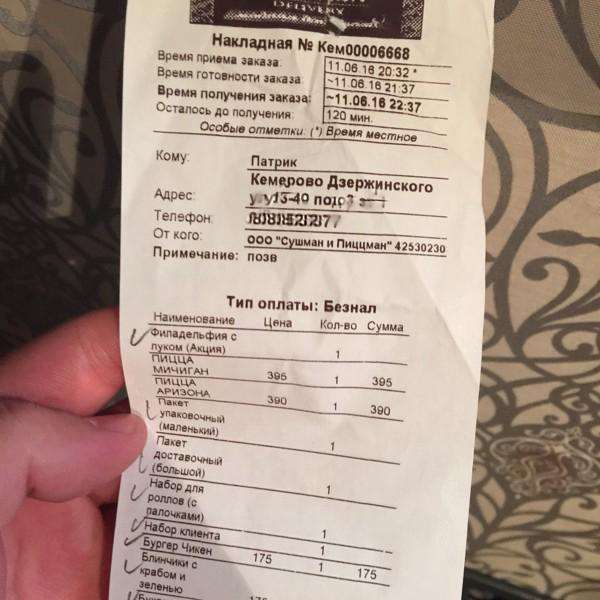 DELIVERY
Накладная № Кем00006668
Время приема заказа: 11.06.16 20:32 *
Время готовности заказа: ~11.06.16 21:37
Время получения заказа: ~11.06.16 22:37
Осталось до получения: 120 мин.
Особые отметки: (*) Время местное
Кому: Патрик
Адрес: Кемерово Дзержинского
Телефон:
От кого: ООО "Сушман и Пиццман" 42530230
Примечание: позв
Тип оплаты: Безнал
Наименование Цена Кол-во Сумма
Филадельфия с
луком (Акция) 1
ПИЦЦА
МИЧИГАН 395 1 395
ПИЦЦА
АРИЗОНА 390 1 390
Пакет
упаковочный
(маленький) 1
Пакет
доставочный
(большой) 1
Набор для
роллов (с
палочками) 1
Набор клиента 1
Бургер Чикен 175 1 175
Блинчики с
крабом и
зеленью